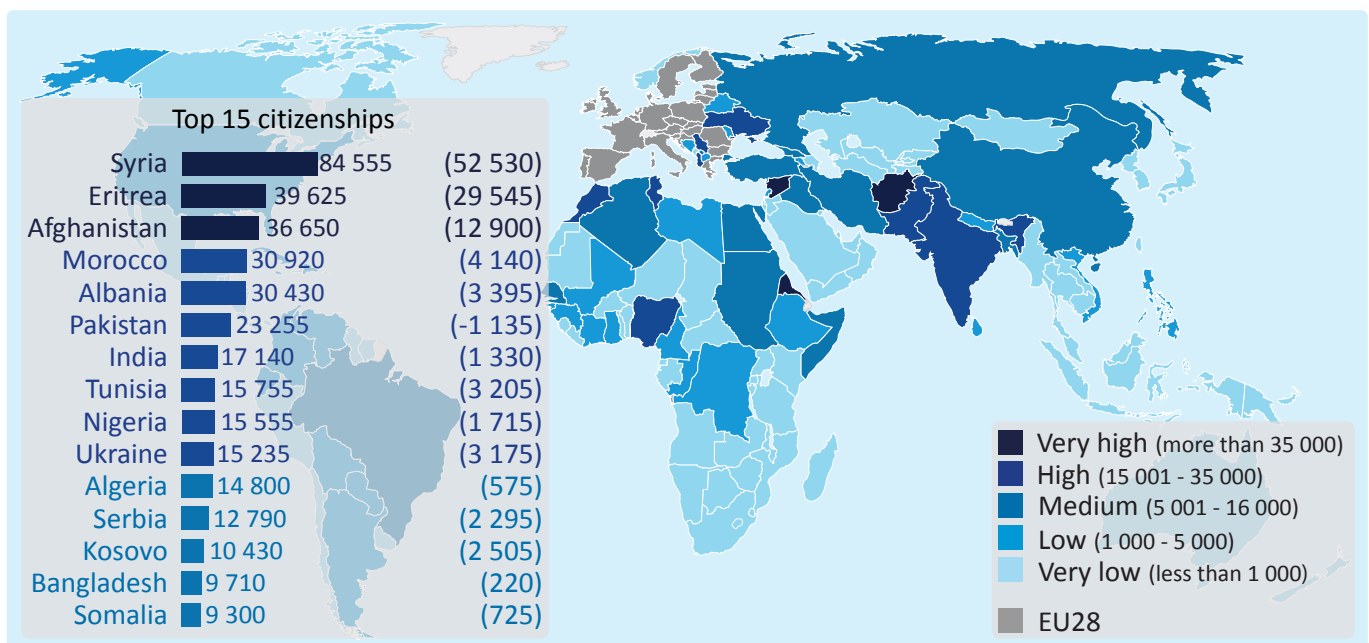 Top 15 citizenships
Syria 84 555 (52 530)
Eritrea 39 625 (29 545)
Afghanistan 36 650 (12 900)
Morocco 30 920 (4 140)
Albania 30 430 (3 395)
Pakistan 23 255 (-1 135)
India 17 140 (1 330)
Tunisia 15 755 (3 205)
Nigeria 15 555 (1 715)
Ukraine 15 235 (3 175)
Algeria 14 800 (575)
Serbia 12 790 (2 295)
Kosovo 10 430 (2 505)
Bangladesh 9 710 (220)
Somalia 9 300 (725)
Very high (more than 35 000)
High (15 001 - 35 000)
Medium (5 001 - 16 000)
Low (1 000 - 5 000)
Very low (less than 1 000)
EU28